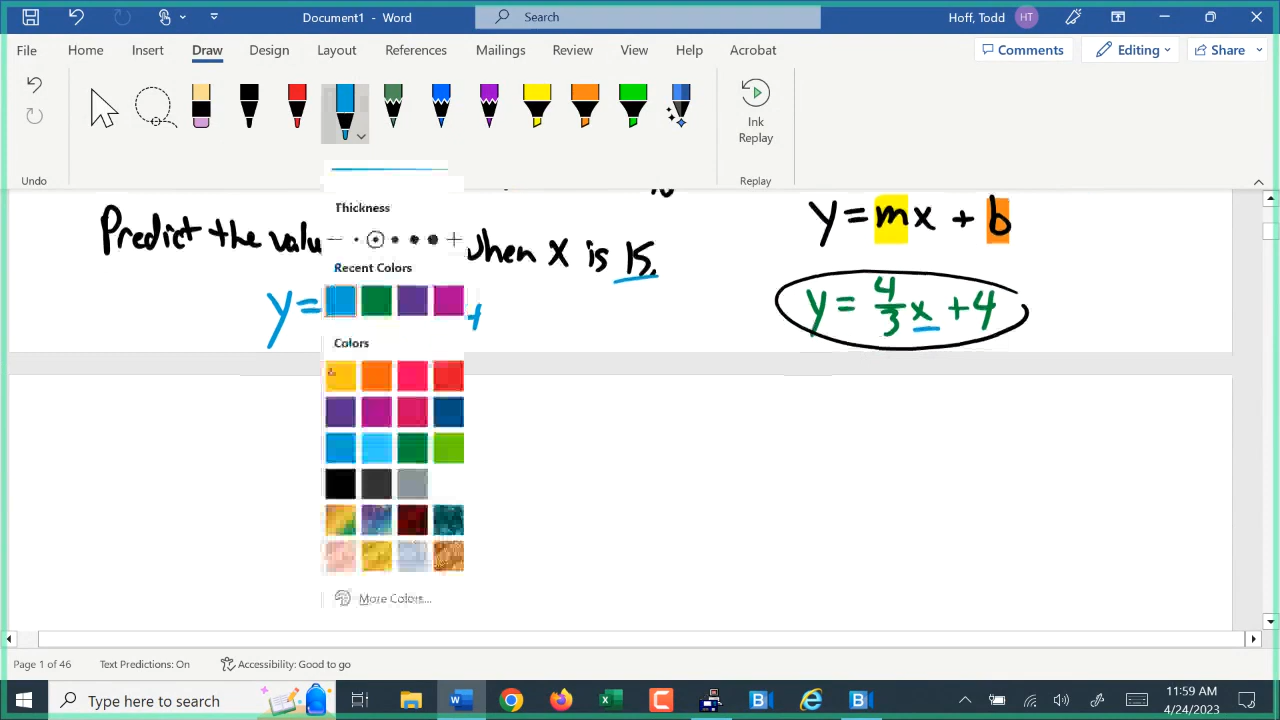 Document1 - Word
Search
Hoff, Todd
HT
File
Home
Insert
Draw
Design
Layout
References
Mailings
Review
View
Help
Acrobat
Comments
Editing
Share
Ink
Replay
Undo
Replay
Thickness
Recent Colors
Colors
More Colors...
Predict the valu
when x is 15.
y =
y = mx + b
y = 4/3 x + 4
Page 1 of 46
Text Predictions: On
Accessibility: Good to go
Type here to search
11:59 AM
4/24/2023